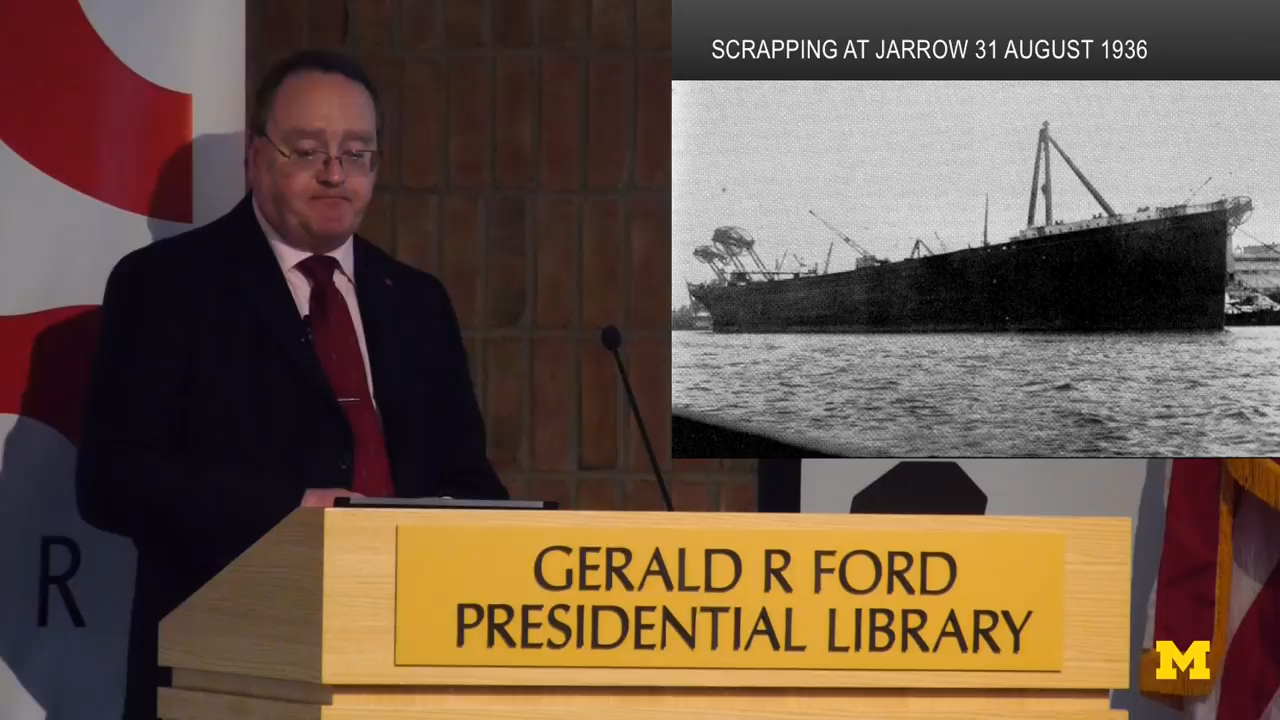 SCRAPPING AT JARROW 31 AUGUST 1936
R
GERALD R FORD
PRESIDENTIAL LIBRARY
M